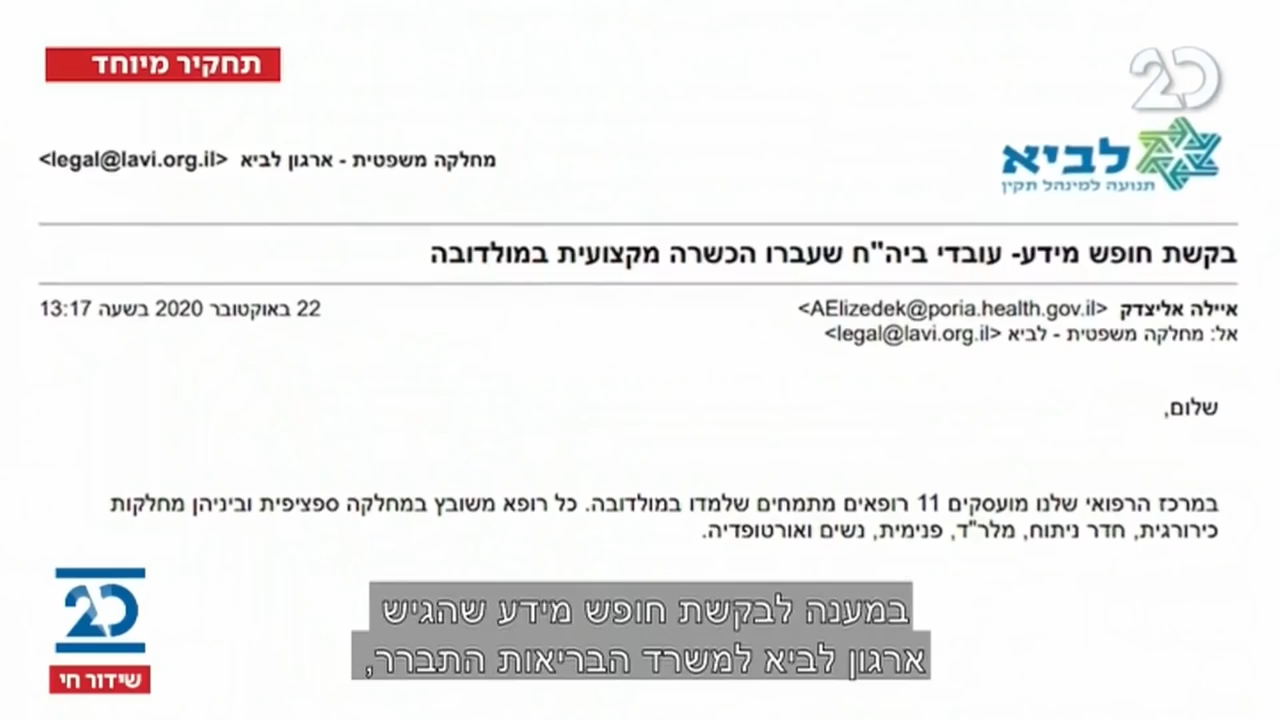 תחקיר מיוחד
20
לביא
תנועה למינהל תקין
מחלקה משפטית - ארגון לביא <legal@lavi.org.il>
בקשת חופש מידע- עובדי ביה"ח שעברו הכשרה מקצועית במולדובה
איילה אליצדק <AElizedek@poria.health.gov.il>
22 באוקטובר 2020 בשעה 13:17
אל: מחלקה משפטית - לביא <legal@lavi.org.il>
שלום,
במרכז הרפואי שלנו מועסקים 11 רופאים מתמחים שלמדו במולדובה. כל רופא משובץ במחלקה ספציפית וביניהן מחלקות
כירורגית, חדר ניתוח, מלר"ד, פנימית, נשים ואורטופדיה.
20
שידור חי
במענה לבקשת חופש מידע שהגיש
ארגון לביא למשרד הבריאות התברר,